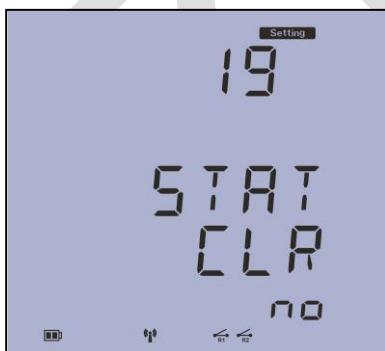 Setting
19
STAT
CLR
no
R1 R2